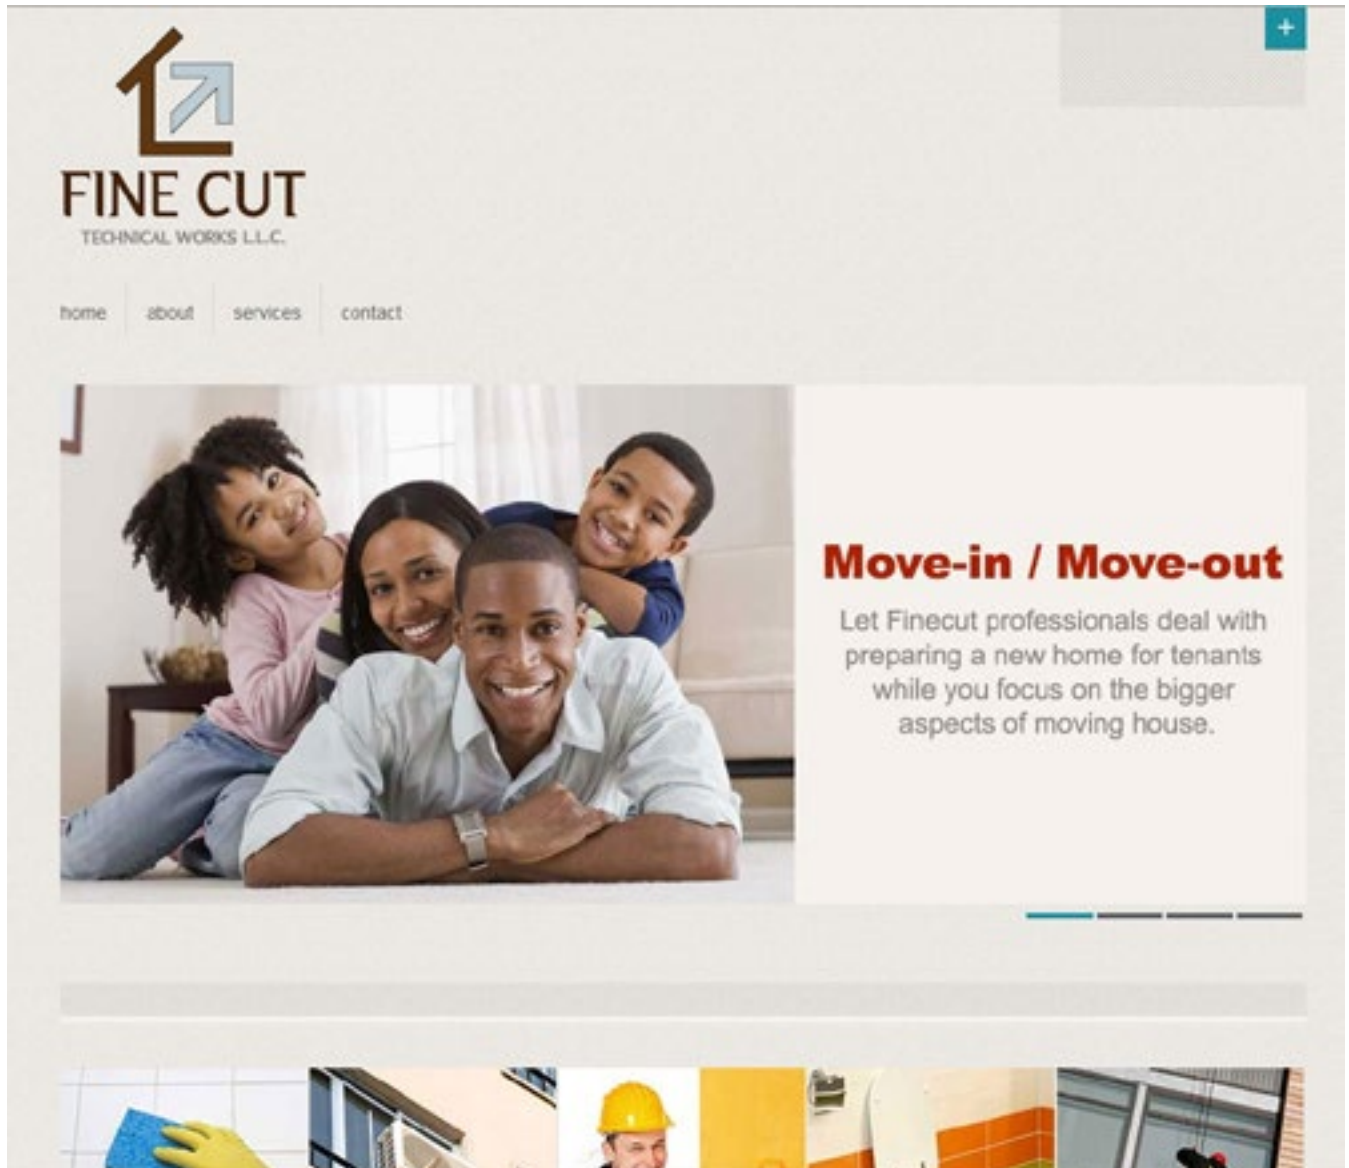 +
FINE CUT
TECHNICAL WORKS L.L.C.
home
about
services
contact
Move-in / Move-out
Let Finecut professionals deal with
preparing a new home for tenants
while you focus on the bigger
aspects of moving house.